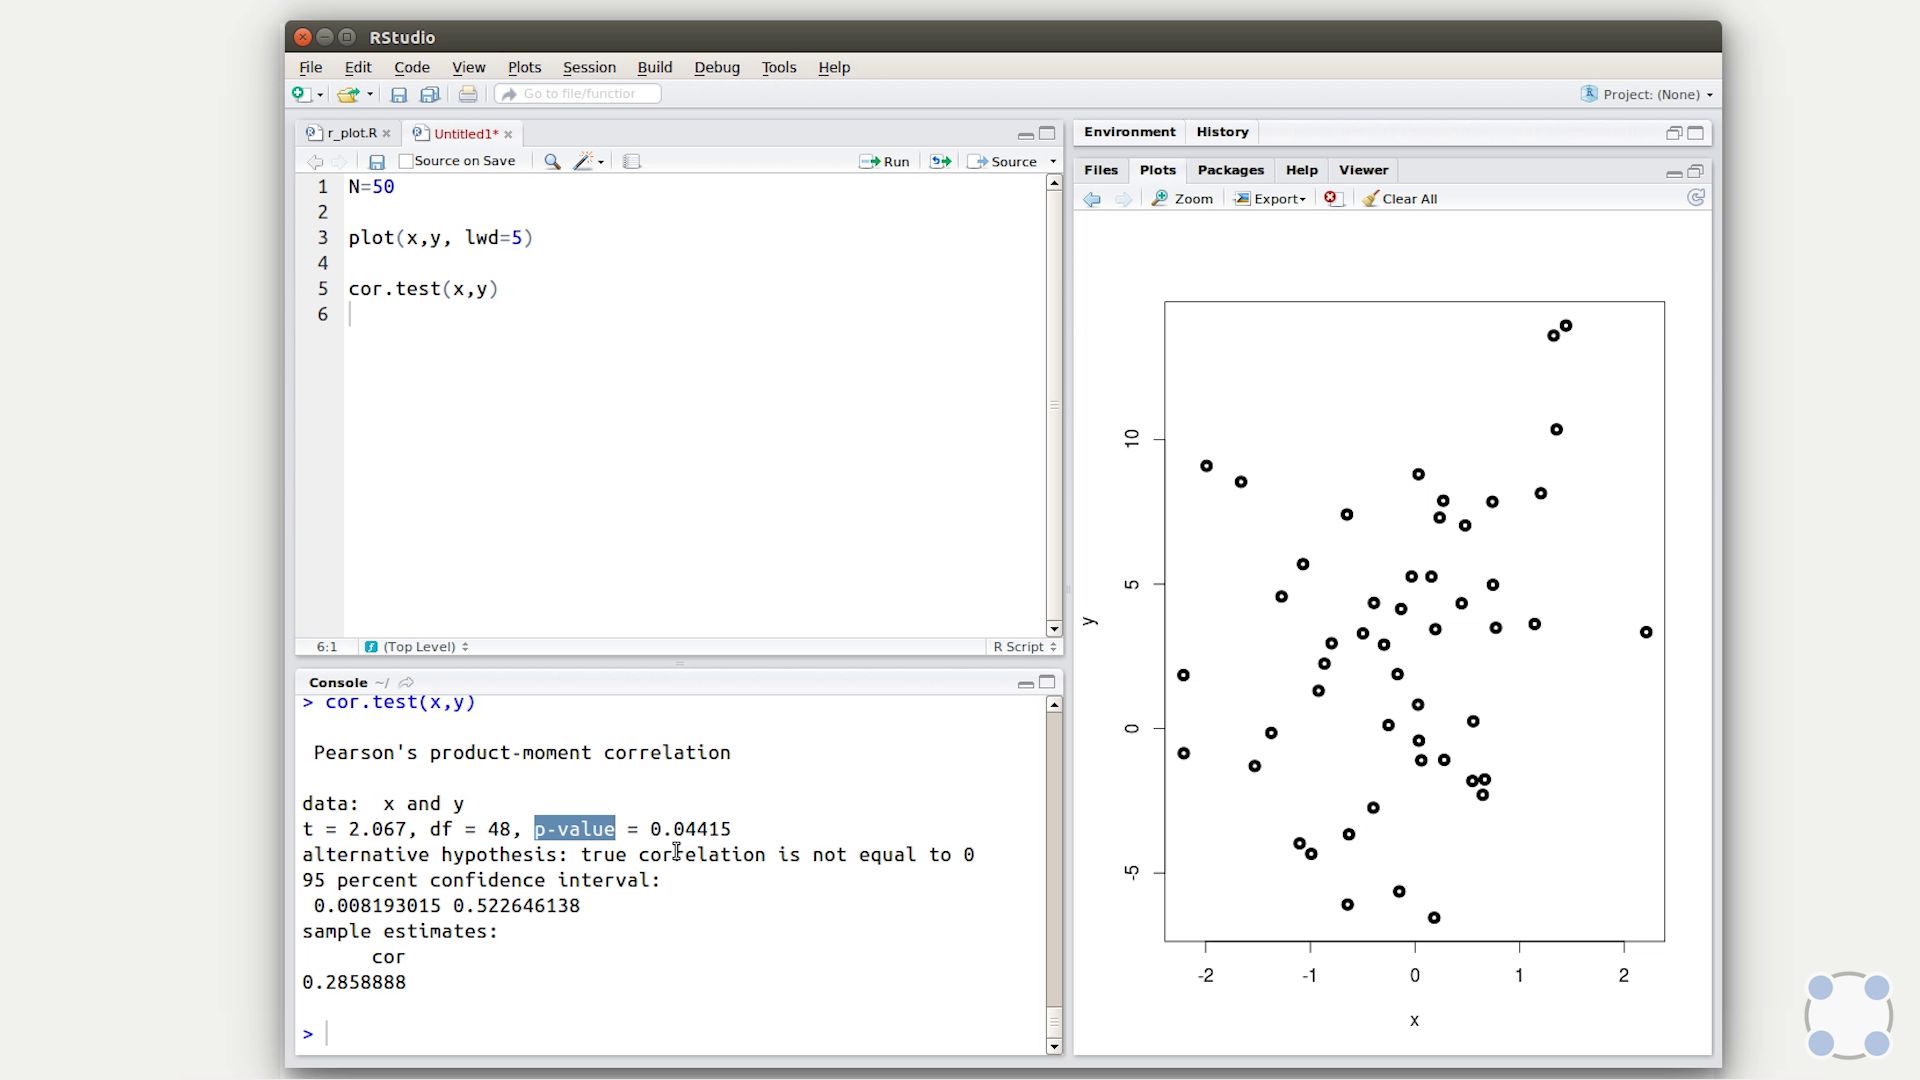 RStudio
File Edit Code View Plots Session Build Debug Tools Help
Go to file/function Project: (None)
r_plot.R Untitled1*
Source on Save Run Source
1 N=50
2
3 plot(x,y, lwd=5)
4
5 cor.test(x,y)
6
6:1 (Top Level) R Script
Console ~/
> cor.test(x,y)
Pearson's product-moment correlation
data: x and y
t = 2.067, df = 48, p-value = 0.04415
alternative hypothesis: true correlation is not equal to 0
95 percent confidence interval:
0.008193015 0.522646138
sample estimates:
cor
0.2858888
>
Environment History
Files Plots Packages Help Viewer
Zoom Export Clear All
10
5
0
-5
y
-2 -1 0 1 2
x